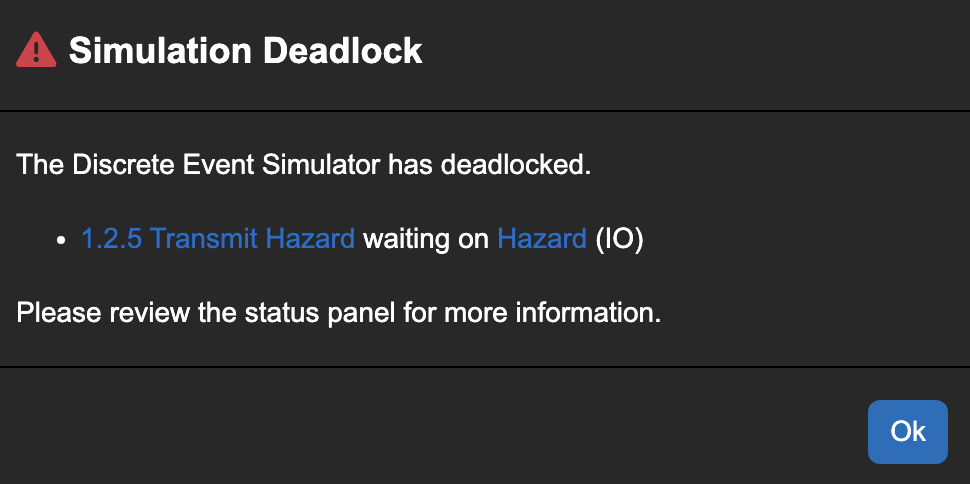 Simulation Deadlock
The Discrete Event Simulator has deadlocked.
• 1.2.5 Transmit Hazard waiting on Hazard (IO)
Please review the status panel for more information.
Ok